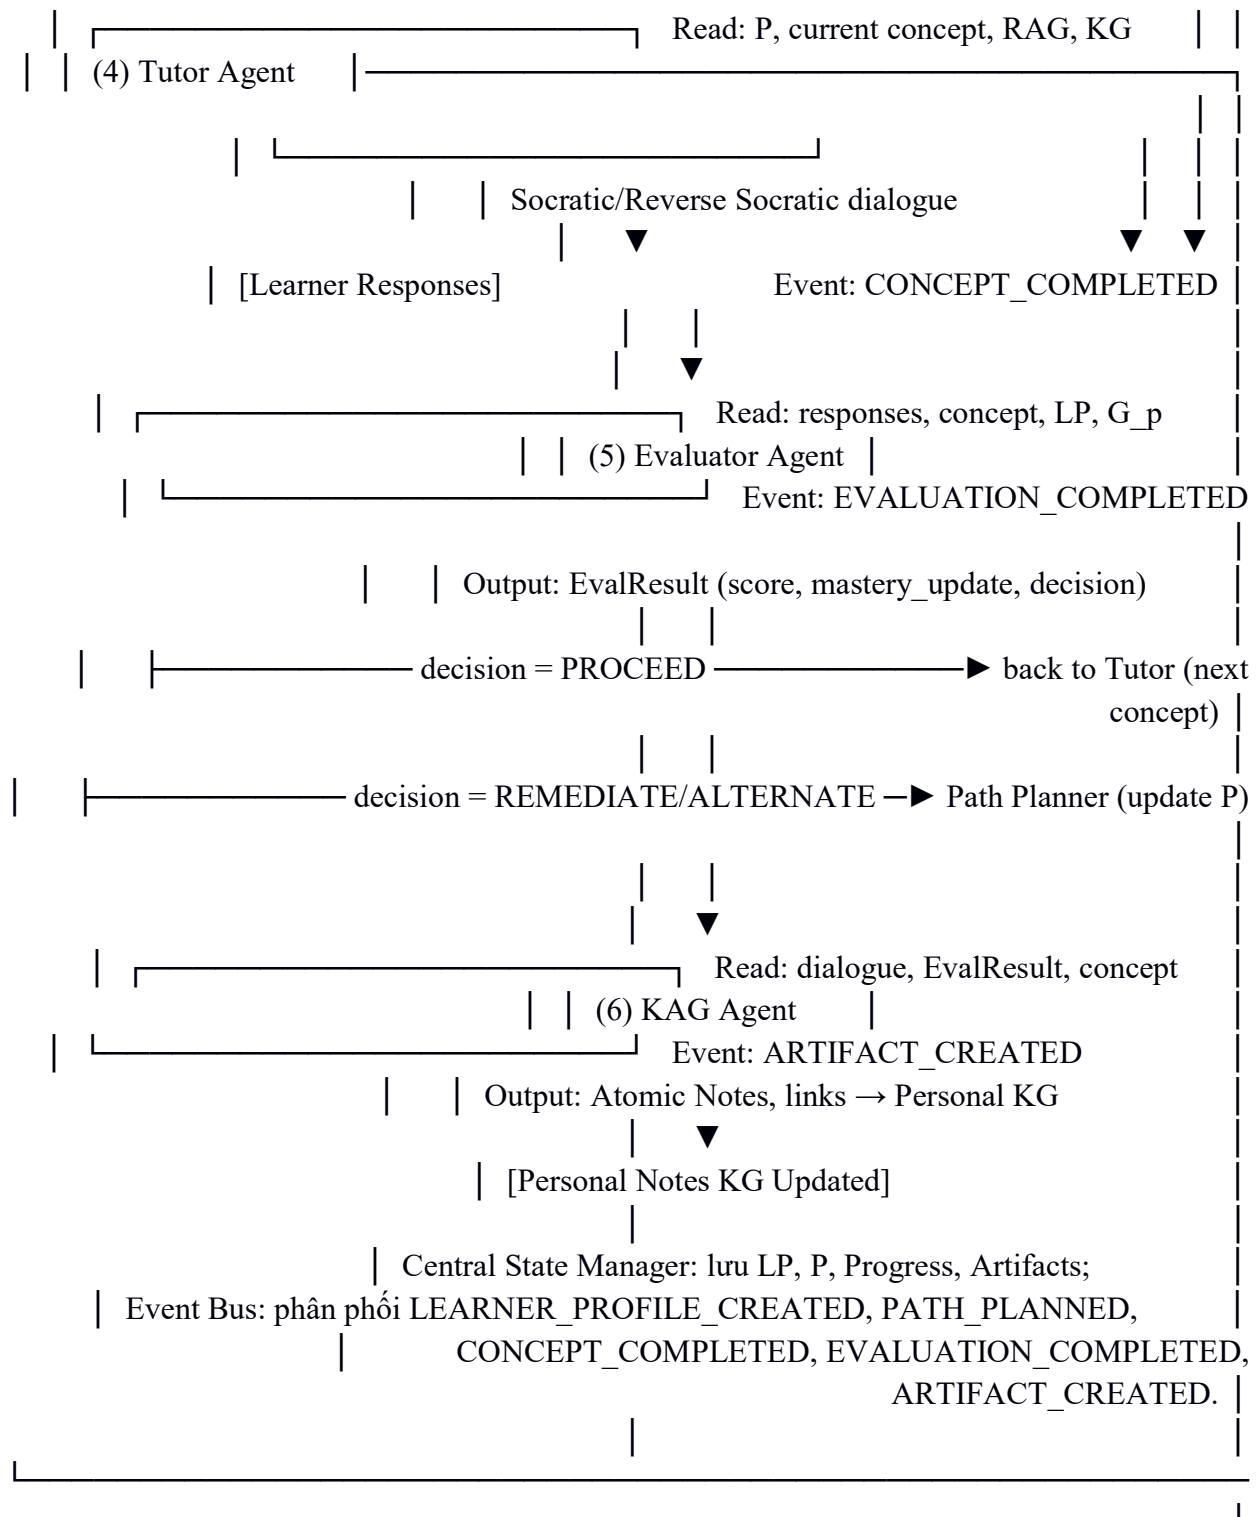 Read: P, current concept, RAG, KG
(4) Tutor Agent
Socratic/Reverse Socratic dialogue
[Learner Responses] Event: CONCEPT_COMPLETED
Read: responses, concept, LP, G_p
(5) Evaluator Agent
Event: EVALUATION_COMPLETED
Output: EvalResult (score, mastery_update, decision)
decision = PROCEED ► back to Tutor (next
concept)
decision = REMEDIATE/ALTERNATE ─► Path Planner (update P)
Read: dialogue, EvalResult, concept
(6) KAG Agent
Event: ARTIFACT_CREATED
Output: Atomic Notes, links → Personal KG
[Personal Notes KG Updated]
Central State Manager: lưu LP, P, Progress, Artifacts;
Event Bus: phân phối LEARNER_PROFILE_CREATED, PATH_PLANNED,
CONCEPT_COMPLETED, EVALUATION_COMPLETED,
ARTIFACT_CREATED.